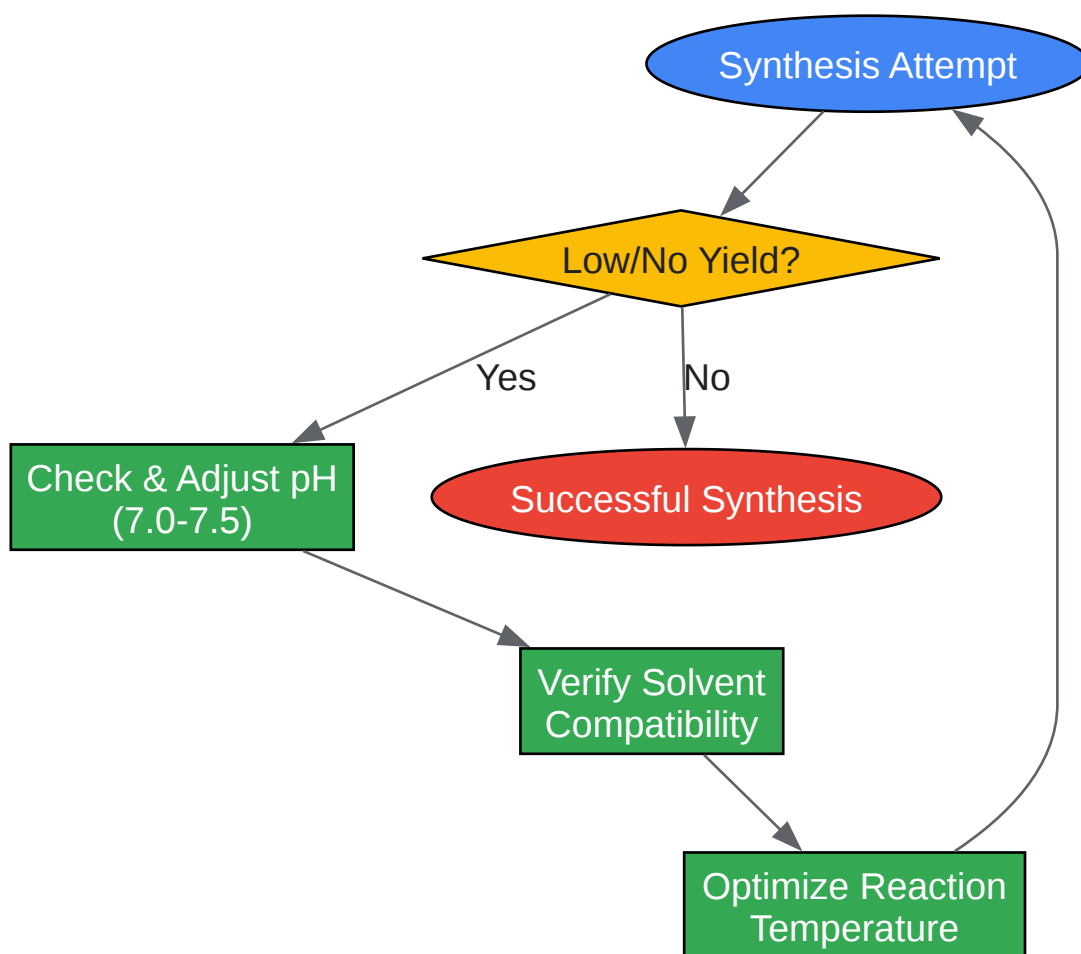 Synthesis Attempt
Low/No Yield?
Yes
No
Check & Adjust pH
(7.0-7.5)
Successful Synthesis
Verify Solvent
Compatibility
Optimize Reaction
Temperature